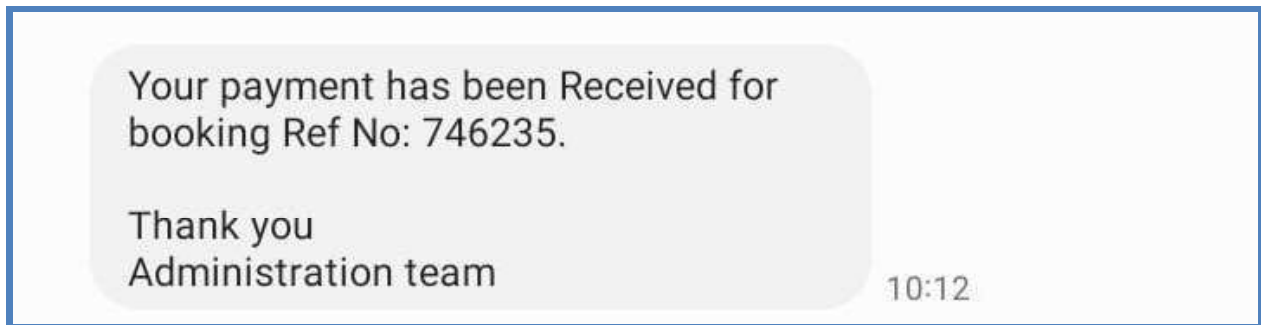 Your payment has been Received for
booking Ref No: 746235.
Thank you
Administration team
10:12